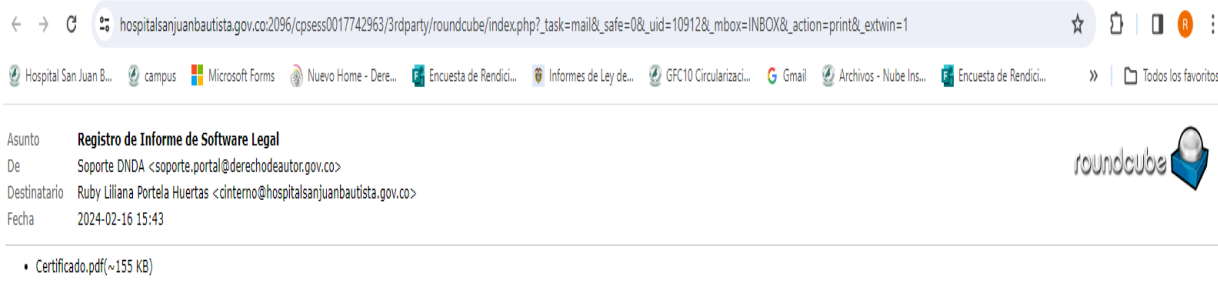 hospitalsanjuanbautista.gov.co:2096/cpsess0017742963/3rdparty/roundcube/index.php?_task=mail&_safe=0&_uid=10912&_mbox=INBOX&_action=print&_extwin=1
R
Hospital San Juan B... campus Microsoft Forms Nuevo Home - Dere... Encuesta de Rendici... Informes de Ley de... GFC10 Circularizaci... Gmail Archivos - Nube Ins... Encuesta de Rendici... » Todos los favoritos
Asunto Registro de Informe de Software Legal
De Soporte DNDA <soporte.portal@derechodeautor.gov.co>
roundcube
Destinatario Ruby Liliana Portela Huertas <cinterno@hospitalsanjuanbautista.gov.co>
Fecha 2024-02-16 15:43
• Certificado.pdf(~155 KB)